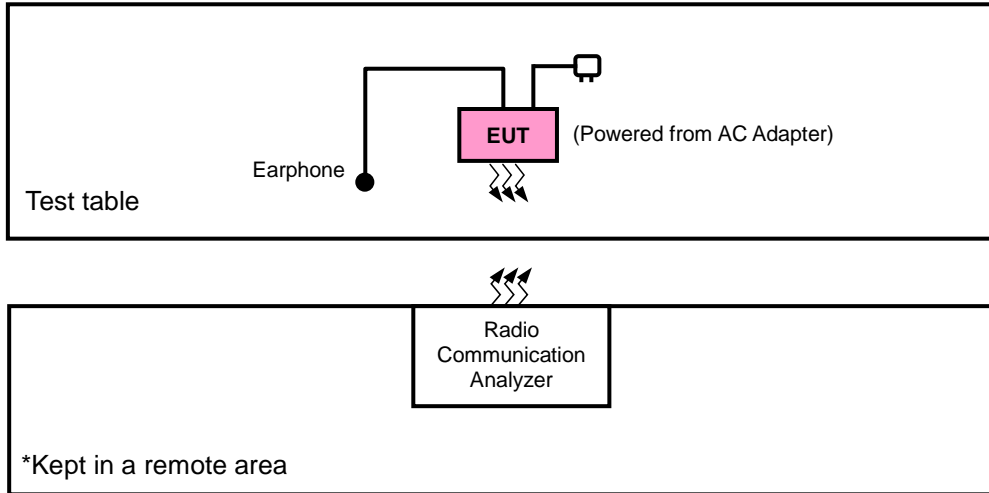 EUT
(Powered from AC Adapter)
Earphone
Test table
Radio
Communication
Analyzer
*Kept in a remote area